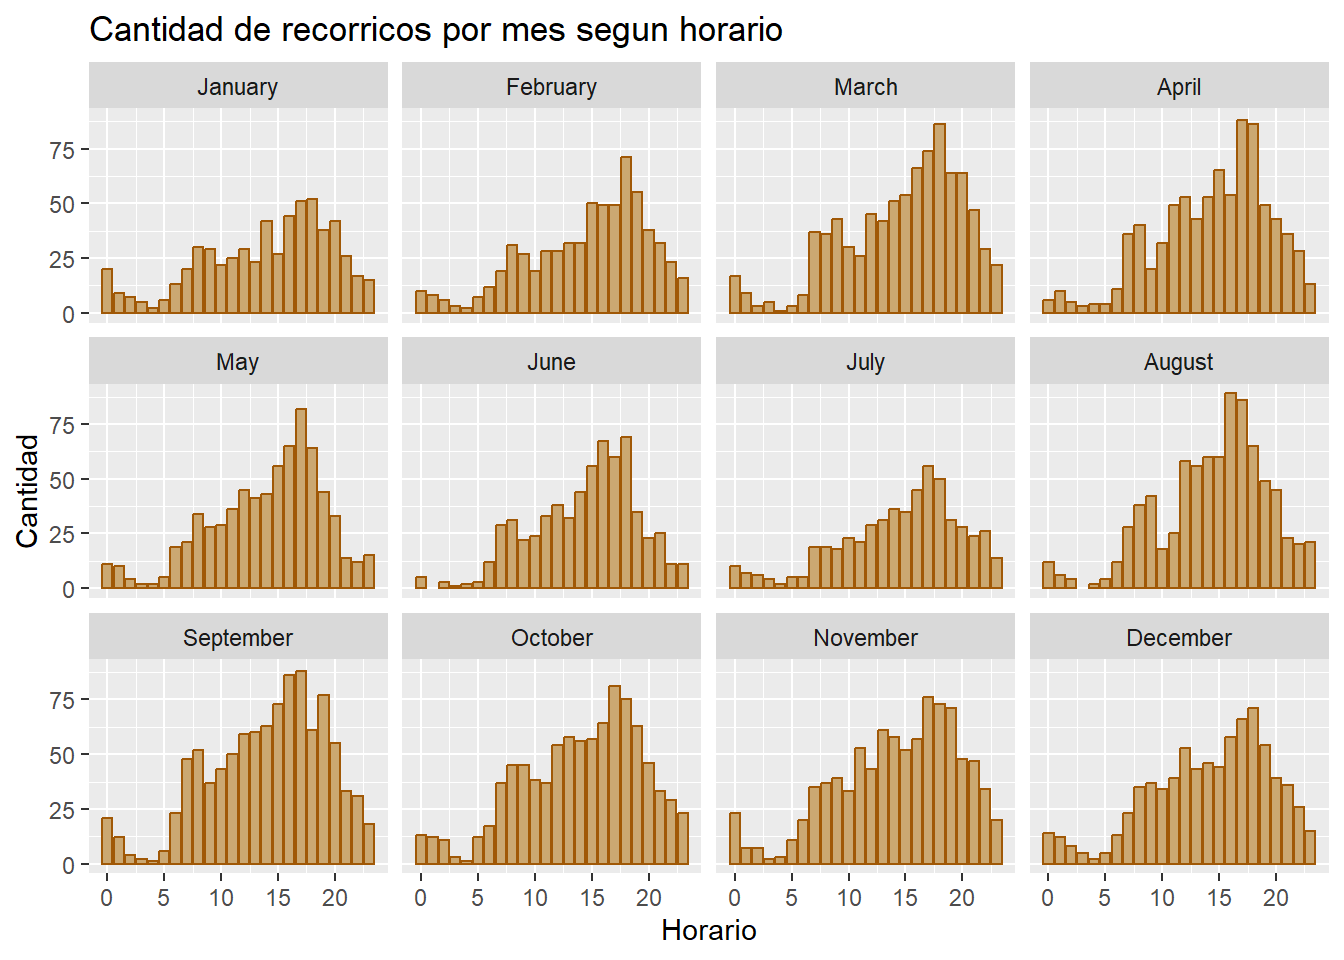 Cantidad de recorricos por mes segun horario
January February March April
75
50
25
0
May June July August
75
50
25
0
Cantidad
September October November December
75
50
25
0
0 5 10 15 20 0 5 10 15 20 0 5 10 15 20 0 5 10 15 20
Horario